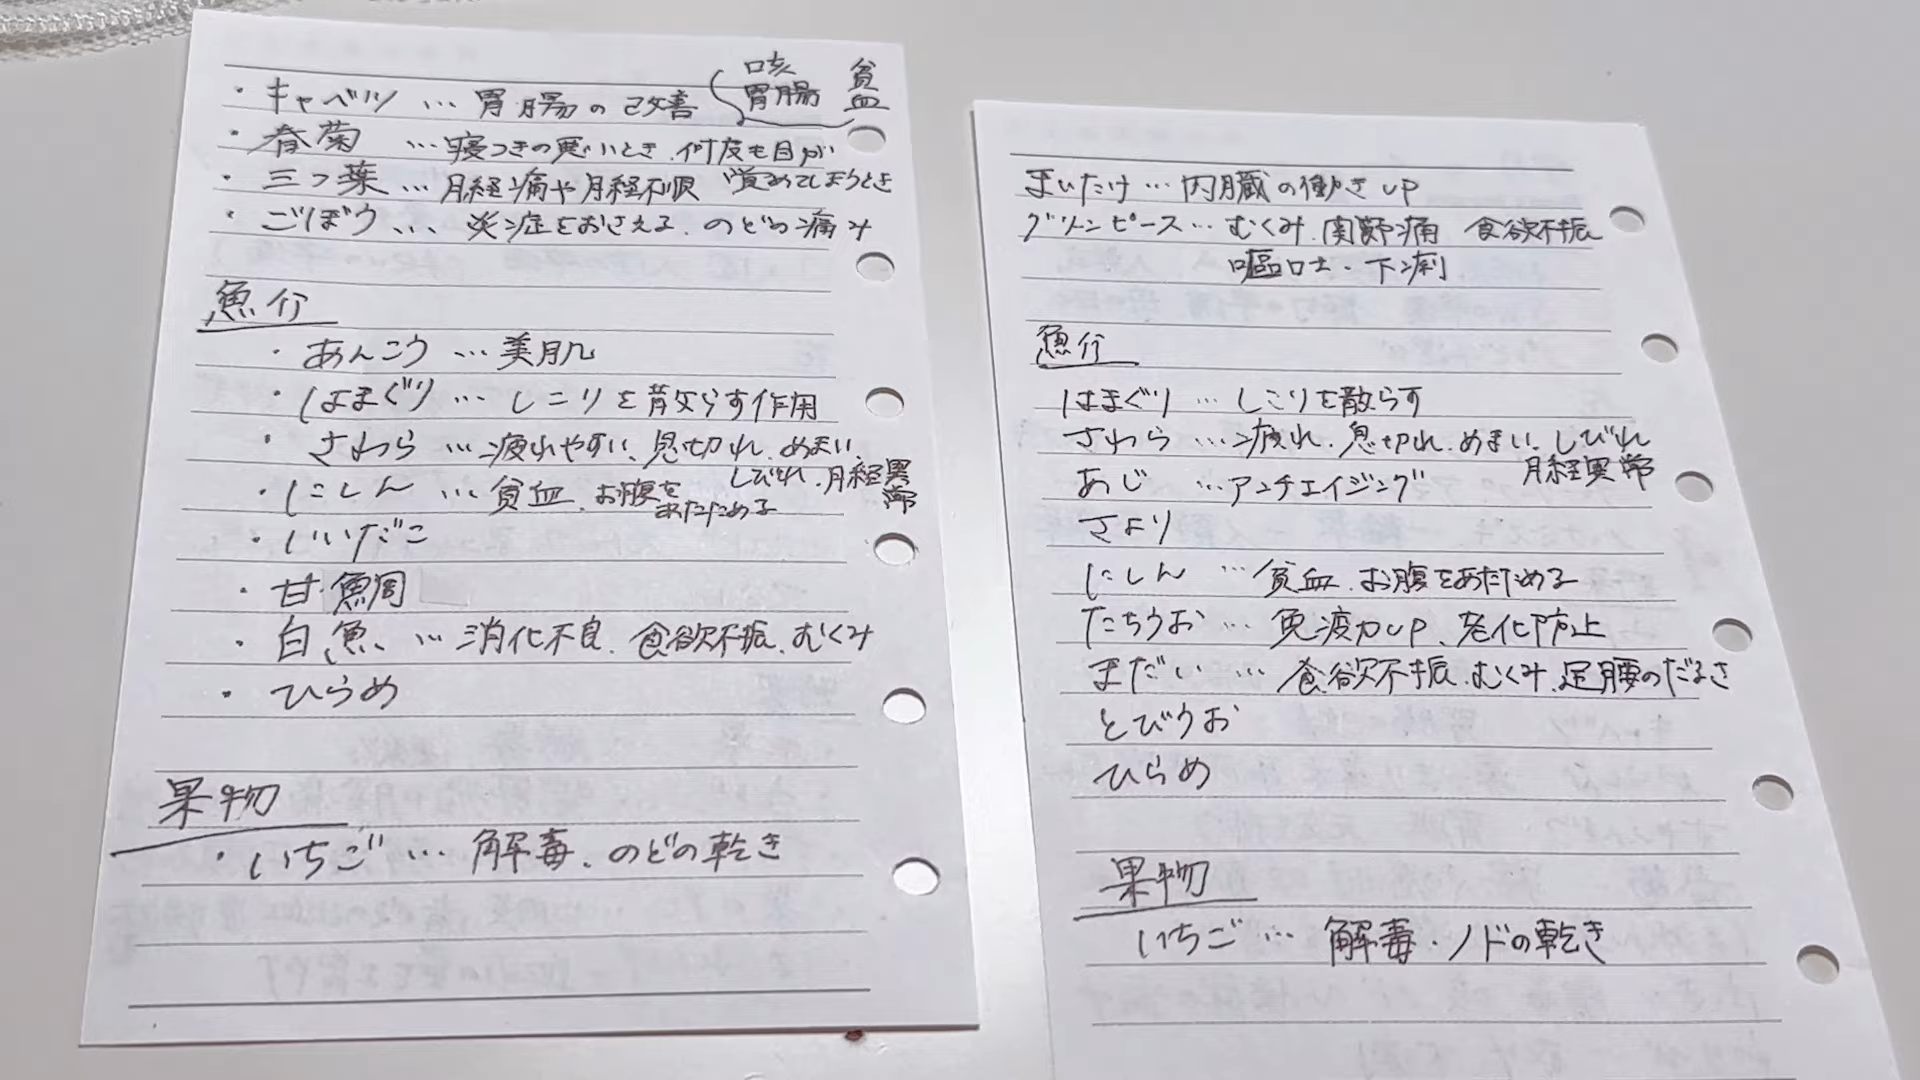 ・キャベツ … 胃腸の改善
咳
胃腸
貧血
・春菊 … 寝つきの悪いとき、何度も目が
覚めてしまうとき
・三つ葉 … 月経痛や月経不順
・ごぼう … 炎症をおさえる、のどの痛み
魚介
・あんこう … 美肌
・はまぐり … しこりを散らす作用
・さわら … 疲れやすい、息切れ、めまい、
しびれ、月経異常
・にしん … 貧血、お腹を
あたためる
・いいだこ
・甘鯛
・白魚 … 消化不良、食欲不振、むくみ
・ひらめ
果物
・いちご … 解毒、のどの乾き
まいたけ … 内臓の働きUP
グリンピース … むくみ、関節痛 食欲不振
嘔吐・下痢
魚介
はまぐり … しこりを散らす
さわら … 疲れ、息切れ、めまい、しびれ
月経異常
あじ … アンチエイジング
さより
にしん … 貧血、お腹をあたためる
たちうお … 免疫力UP、老化防止
まだい … 食欲不振、むくみ、足腰のだるさ
とびうお
ひらめ
果物
いちご … 解毒・ノドの乾き